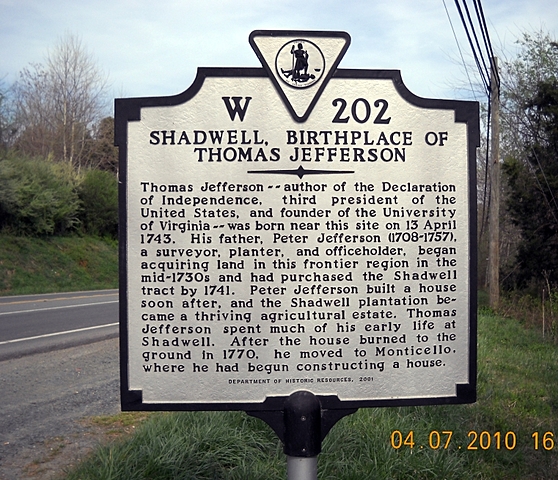 W 202
SHADWELL, BIRTHPLACE OF
THOMAS JEFFERSON
Thomas Jefferson--author of the Declaration
of Independence, third president of the
United States, and founder of the University
of Virginia--was born near this site on 13 April
1743. His father, Peter Jefferson (1708-1757),
a surveyor, planter, and officeholder, began
acquiring land in this frontier region in the
mid-1730s and had purchased the Shadwell
tract by 1741. Peter Jefferson built a house
soon after, and the Shadwell plantation be-
came a thriving agricultural estate. Thomas
Jefferson spent much of his early life at
Shadwell. After the house burned to the
ground in 1770, he moved to Monticello,
where he had begun constructing a house.
DEPARTMENT OF HISTORIC RESOURCES, 2001
04.07.2010 16